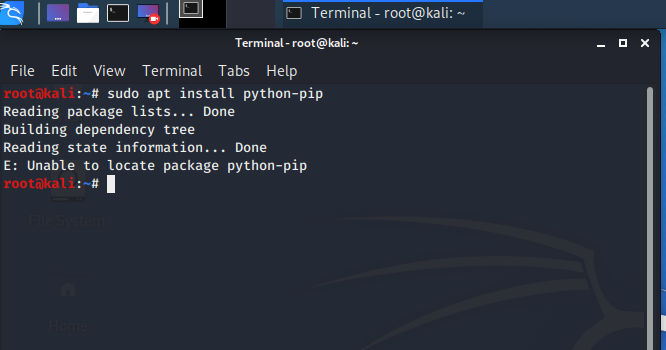 Terminal - root@kali: ~
Terminal - root@kali: ~
File Edit View Terminal Tabs Help
root@kali:~# sudo apt install python-pip
Reading package lists... Done
Building dependency tree
Reading state information... Done
E: Unable to locate package python-pip
root@kali:~#
File System
Home